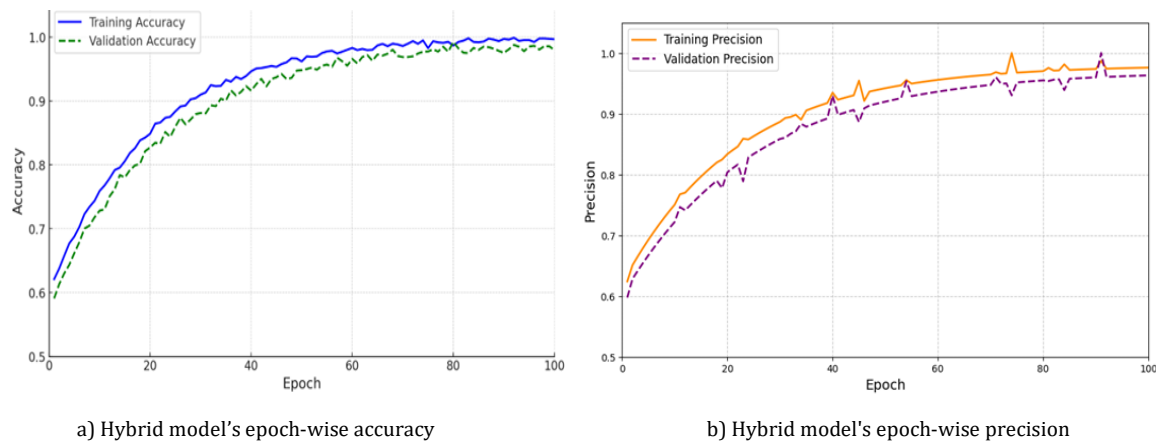 Training Accuracy
Validation Accuracy
1.0
0.9
0.8
0.7
0.6
0.5
Accuracy
0 20 40 60 80 100
Epoch
a) Hybrid model’s epoch-wise accuracy
Training Precision
Validation Precision
1.0
0.9
0.8
0.7
0.6
0.5
Precision
0 20 40 60 80 100
Epoch
b) Hybrid model's epoch-wise precision